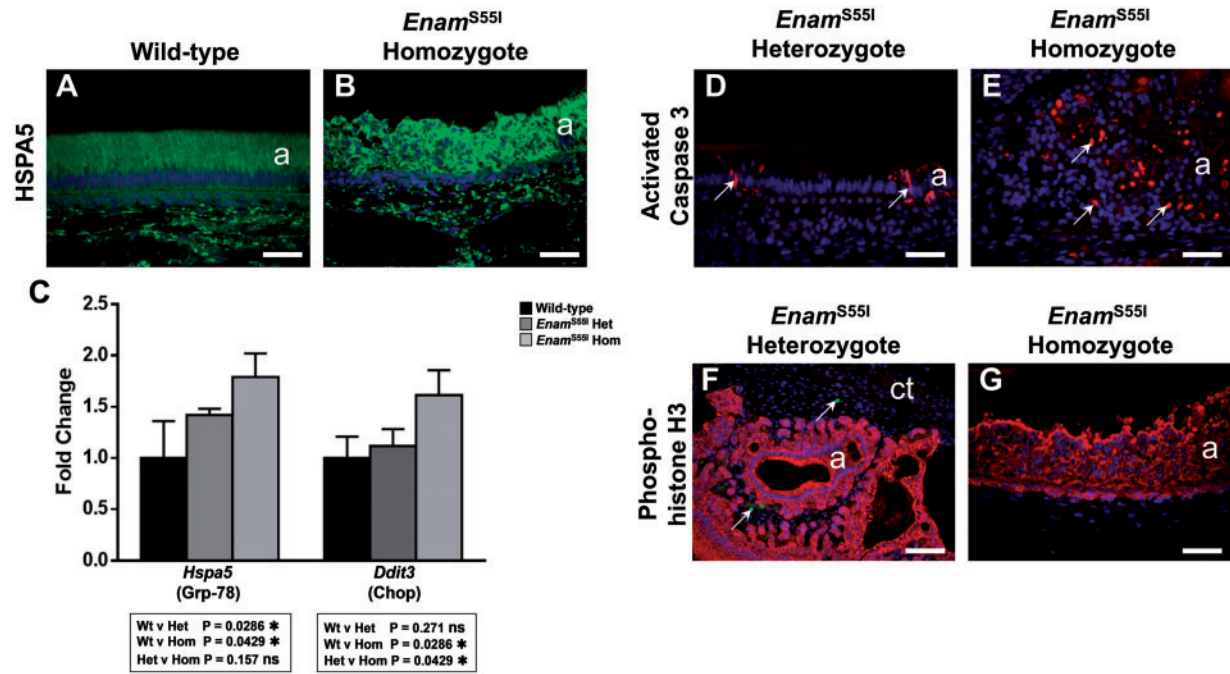 Wild-type
Enam^S55I
Homozygote
HSPA5
A
a
B
a
Enam^S55I
Heterozygote
Enam^S55I
Homozygote
Activated
Caspase 3
D
a
E
a
C
Fold Change
2.5
2.0
1.5
1.0
0.5
0.0
Wild-type
Enam^S55I Het
Enam^S55I Hom
Hspa5
(Grp-78)
Ddit3
(Chop)
Wt v Het P = 0.0286 *
Wt v Hom P = 0.0429 *
Het v Hom P = 0.157 ns
Wt v Het P = 0.271 ns
Wt v Hom P = 0.0286 *
Het v Hom P = 0.0429 *
Enam^S55I
Heterozygote
Enam^S55I
Homozygote
Phospho-
histone H3
F
ct
a
G
a